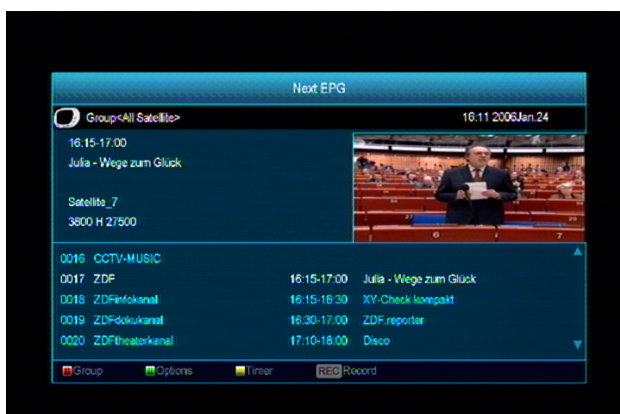 Next EPG
Group<All Satellite>
16:11 2006Jan.24
16:15-17:00
Julia - Wege zum Glück
Satellite_7
3800 H 27500
6 7
0016 CCTV-MUSIC
0017 ZDF 16:15-17:00 Julia - Wege zum Glück
0018 ZDFinfokanal 16:15-16:30 XY-Check kompakt
0019 ZDFdokukanal 16:30-17:00 ZDF.reporter
0020 ZDFtheaterkanal 17:10-18:00 Disco
Group Options Timer REC Record